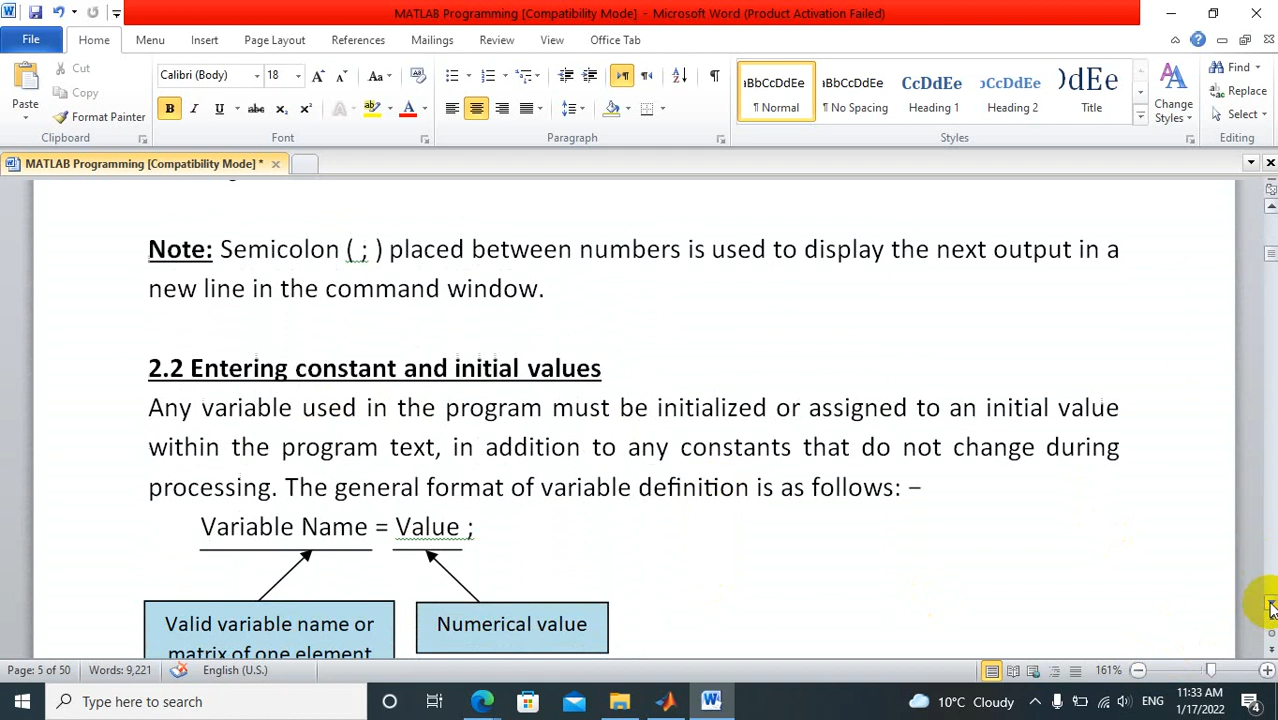 MATLAB Programming [Compatibility Mode] - Microsoft Word (Product Activation Failed)
File Home Menu Insert Page Layout References Mailings Review View Office Tab
Paste Cut Copy Format Painter
Calibri (Body) 18
AaBbCcDdEe ¶ Normal AaBbCcDdEe ¶ No Spacing CcDdEe Heading 1 CcDdEe Heading 2 DdEe Title
Change Styles
Find Replace Select
Clipboard Font Paragraph Styles Editing
MATLAB Programming [Compatibility Mode] *
Note: Semicolon ( ; ) placed between numbers is used to display the next output in a
new line in the command window.
2.2 Entering constant and initial values
Any variable used in the program must be initialized or assigned to an initial value
within the program text, in addition to any constants that do not change during
processing. The general format of variable definition is as follows: –
Variable Name = Value ;
Valid variable name or
matrix of one element
Numerical value
Page: 5 of 50 Words: 9,221 English (U.S.) 161%
Type here to search 10°C Cloudy ENG 11:33 AM 1/17/2022 4